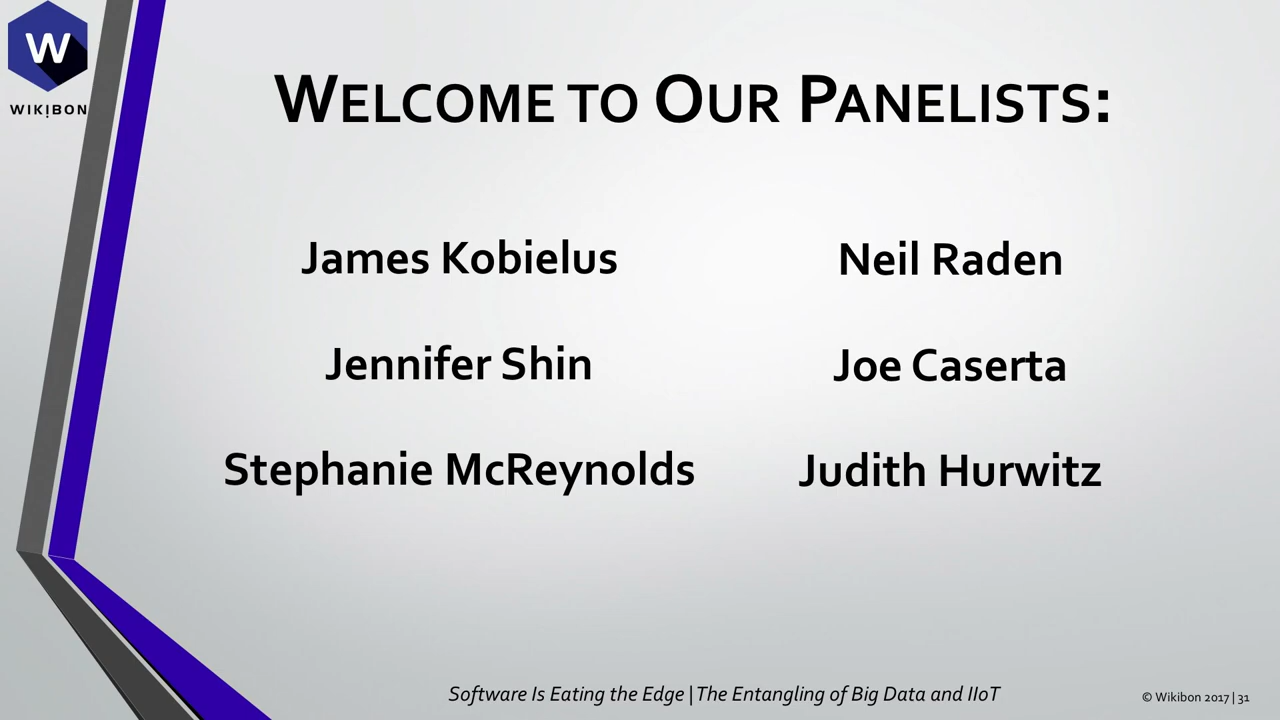 W
WIKIBON
WELCOME TO OUR PANELISTS:
James Kobielus
Neil Raden
Jennifer Shin
Joe Caserta
Stephanie McReynolds
Judith Hurwitz
Software Is Eating the Edge | The Entangling of Big Data and IIoT
© Wikibon 2017 | 31